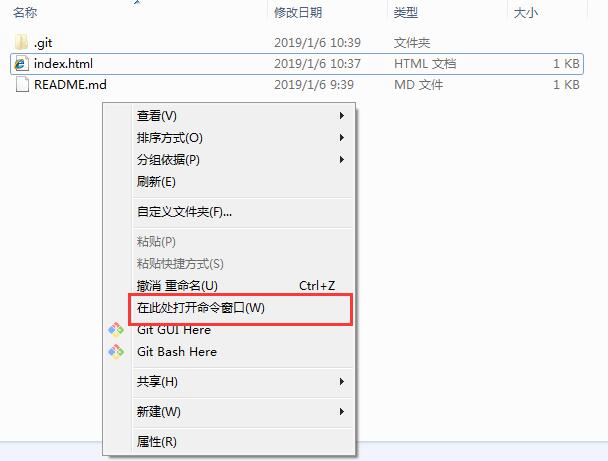 名称 修改日期 类型 大小
.git 2019/1/6 10:39 文件夹
index.html 2019/1/6 10:37 HTML 文档 1 KB
README.md 2019/1/6 9:39 MD 文件 1 KB
查看(V)
排序方式(O)
分组依据(P)
刷新(E)
自定义文件夹(F)...
粘贴(P)
粘贴快捷方式(S)
撤消 重命名(U) Ctrl+Z
在此处打开命令窗口(W)
Git GUI Here
Git Bash Here
共享(H)
新建(W)
属性(R)